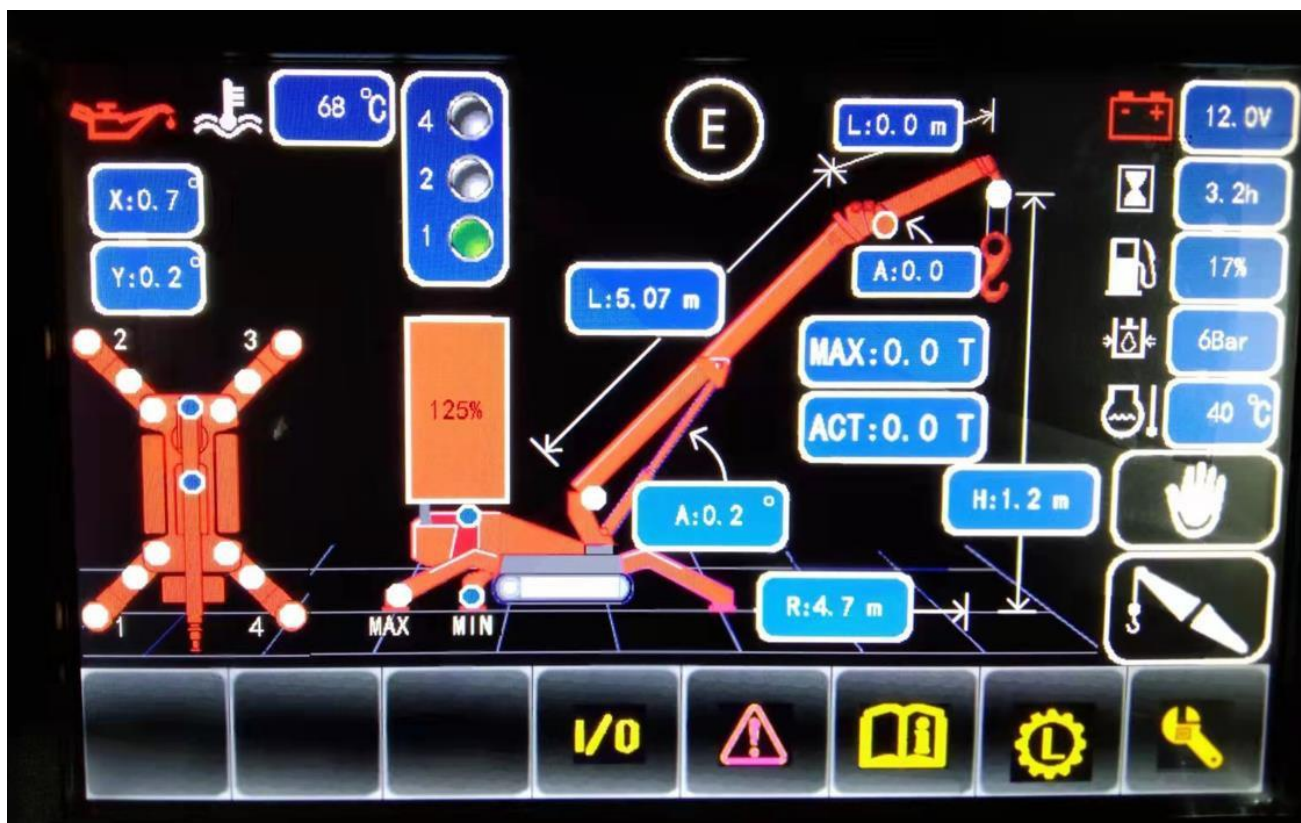 68 ℃
4
2
1
E
L:0.0 m
12.0V
X:0.7°
3.2h
Y:0.2°
A:0.0
17%
L:5.07 m
2
3
MAX:0.0 T
6Bar
125%
ACT:0.0 T
40 ℃
A:0.2 °
H:1.2 m
R:4.7 m
1
4
MAX
MIN
I/O
!
i
L